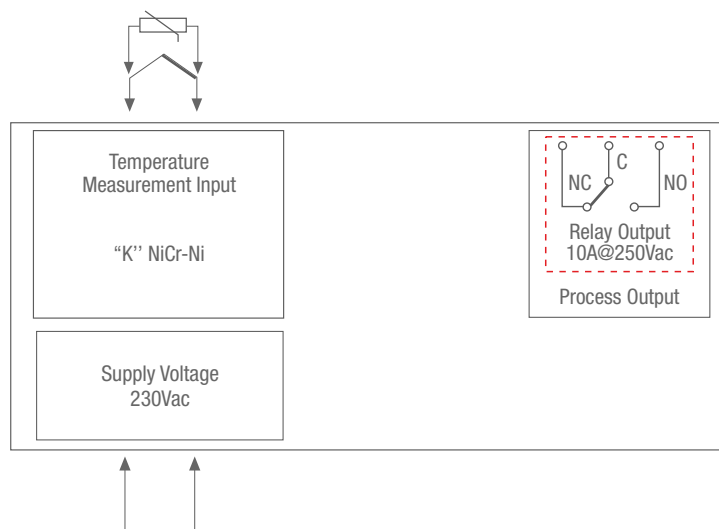 Temperature
Measurement Input
“K’’ NiCr-Ni
Supply Voltage
230Vac
NC
C
NO
Relay Output
10A@250Vac
Process Output